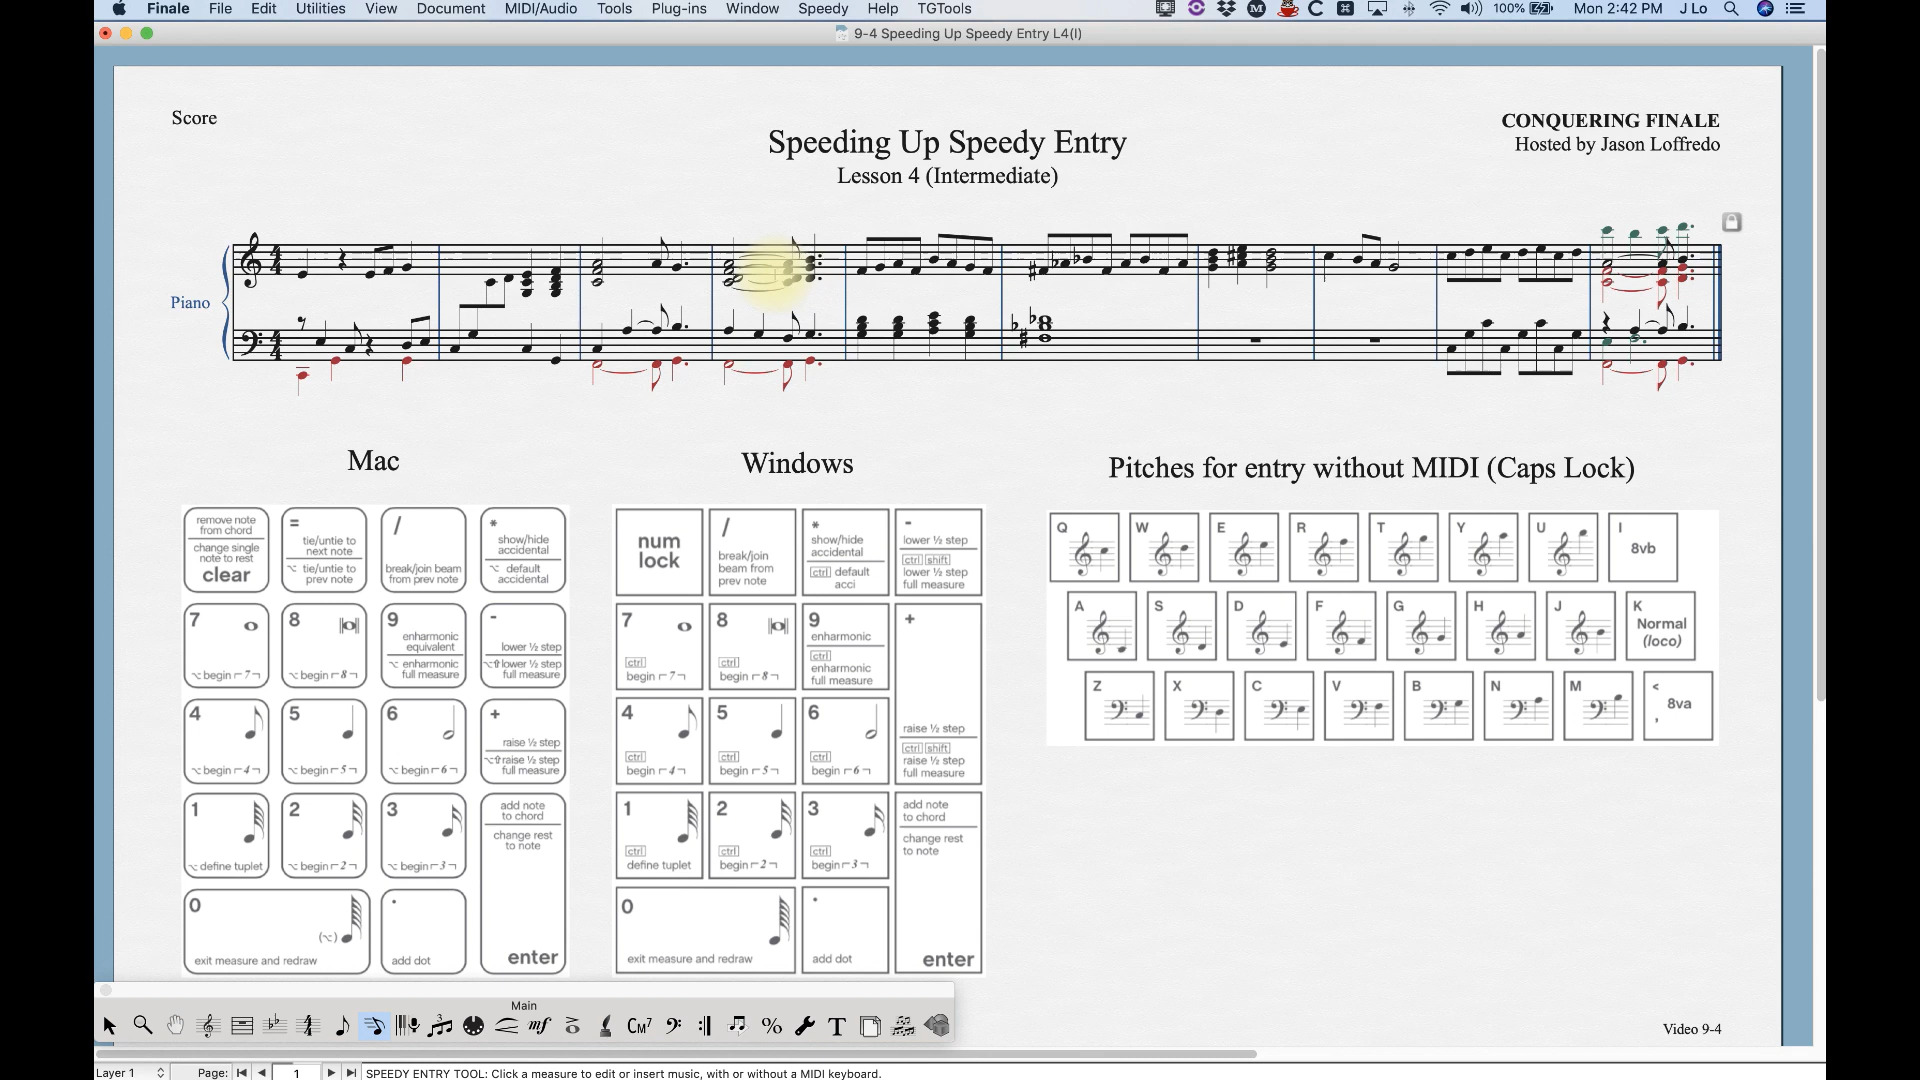 Finale File Edit Utilities View Document MIDI/Audio Tools Plug-ins Window Speedy Help TGTools 100% Mon 2:42 PM J Lo
9-4 Speeding Up Speedy Entry L4(I)
Score
CONQUERING FINALE
Hosted by Jason Loffredo
Speeding Up Speedy Entry
Lesson 4 (Intermediate)
Piano
Mac
Windows
Pitches for entry without MIDI (Caps Lock)
remove note from chord
change single note to rest
clear
=
tie/untie to next note
⌥ tie/untie to prev note
/
break/join beam from prev note
*
show/hide accidental
⌥ default accidental
7
⌥ begin ⌐7¬
8
⌥ begin ⌐8¬
9
enharmonic equivalent
⌥ enharmonic full measure
-
lower ½ step
⌥⇧ lower ½ step full measure
4
⌥ begin ⌐4¬
5
⌥ begin ⌐5¬
6
⌥ begin ⌐6¬
+
raise ½ step
⌥⇧ raise ½ step full measure
1
⌥ define tuplet
2
⌥ begin ⌐2¬
3
⌥ begin ⌐3¬
add note to chord
change rest to note
enter
0
(⌥)
exit measure and redraw
.
add dot
num lock
/
break/join beam from prev note
*
show/hide accidental
ctrl default acci
-
lower ½ step
ctrl shift
lower ½ step full measure
7
ctrl
begin ⌐7¬
8
ctrl
begin ⌐8¬
9
enharmonic equivalent
ctrl
enharmonic full measure
+
raise ½ step
ctrl shift
raise ½ step full measure
4
ctrl
begin ⌐4¬
5
ctrl
begin ⌐5¬
6
ctrl
begin ⌐6¬
1
ctrl
define tuplet
2
ctrl
begin ⌐2¬
3
ctrl
begin ⌐3¬
add note to chord
change rest to note
enter
0
exit measure and redraw
.
add dot
Q W E R T Y U I 8vb
A S D F G H J K Normal (loco)
Z X C V B N M < , 8va
Video 9-4
Main
Layer 1 Page: 1 SPEEDY ENTRY TOOL: Click a measure to edit or insert music, with or without a MIDI keyboard.